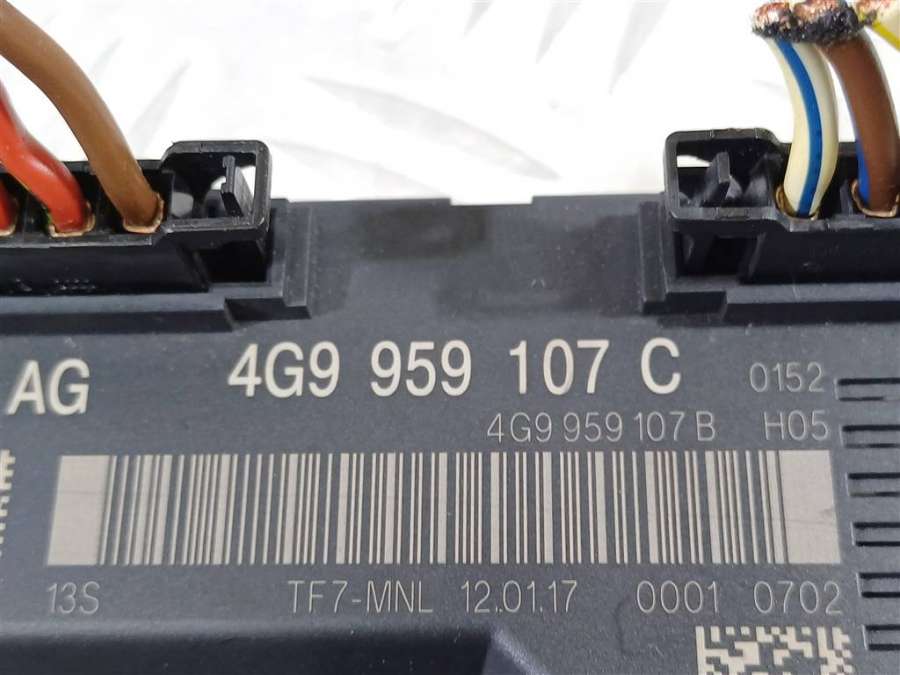 AG 4G9 959 107 C 0152
4G9 959 107 B H05
13S TF7-MNL 12.01.17 0001 0702